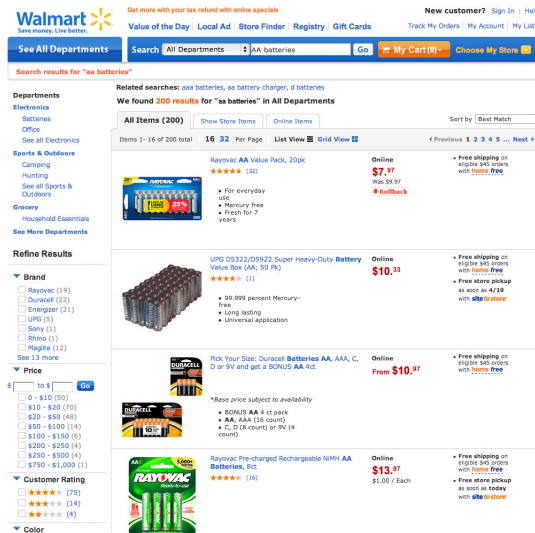 Walmart
Save money. Live better.
Get more with your tax refund with special offers
New customer? Sign In | Hel
Value of the Day | Local Ad | Store Finder | Registry | Gift Cards
Track My Orders | My Account | My List
See All Departments
Search All Departments AA batteries Go My Cart(0) Choose My Store
Search results for "aa batteries"
Related searches: aaa batteries, aa battery charger, d batteries
We found 200 results for "aa batteries" in All Departments
All Items (200) Show Store Items Online Items
Sort by Best Match
Items 1- 16 of 200 total 16 32 Per Page List View Grid View
Previous 1 2 3 4 5 ... Next
Departments
Electronics
Batteries
Office
See all Electronics
Sports & Outdoors
Camping
Hunting
See all Sports &
Outdoors
Grocery
Household Essentials
See More Departments
Refine Results
Brand
Rayovac (19)
Duracell (22)
Energizer (21)
UPG (5)
Sony (1)
Rhino (1)
Maglite (12)
See 13 more
Price
$ to $ Go
0 - $10 (50)
$10 - $20 (70)
$20 - $50 (48)
$50 - $100 (14)
$100 - $150 (6)
$200 - $250 (4)
$250 - $500 (4)
$750 - $1,000 (1)
Customer Rating
(75)
(14)
(4)
Color
RAYOVAC
25%
Rayovac AA Value Pack, 20pk
(32)
• For everyday
use
• Mercury free
• Fresh for 7
years
Online
$7.97
Was $9.97
Rollback
• Free shipping on
eligible $45 orders
with home free
UPG D5322/D5922 Super Heavy-Duty Battery
Value Box (AA; 50 Pk)
(1)
• 99.999 percent Mercury-
free
• Long lasting
• Universal application
Online
$10.33
• Free shipping on
eligible $45 orders
with home free
• Free store pickup
as soon as 4/19
with site to store
DURACELL
DURACELL
Pick Your Size: Duracell Batteries AA, AAA, C,
D or 9V and get a BONUS AA 4ct
*Base price subject to availability
• BONUS AA 4 ct pack
• AA, AAA (16 count)
• C, D (8 count) or 9V (4
count)
Online
From $10.97
• Free shipping on
eligible $45 orders
with home free
AA8
RAYOVAC
Ready-to-use
8x
Rayovac Pre-charged Rechargeable NiMH AA
Batteries, 8ct
(16)
Online
$13.97
$1.00 / Each
• Free shipping on
eligible $45 orders
with home free
• Free store pickup
as soon as today
with site to store